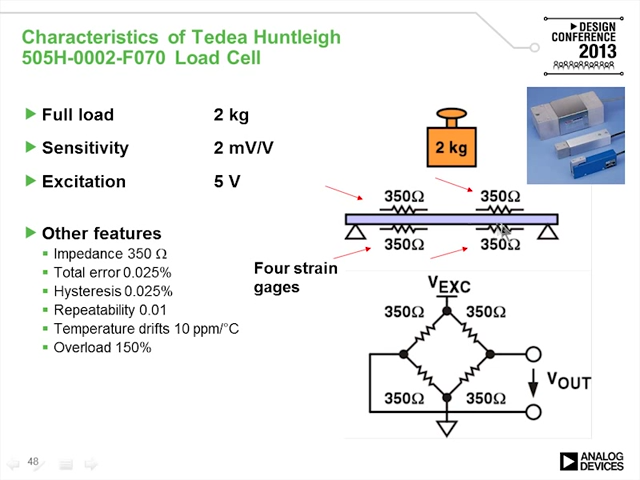 Characteristics of Tedea Huntleigh
505H-0002-F070 Load Cell
DESIGN
CONFERENCE
2013
Full load 2 kg
Sensitivity 2 mV/V
Excitation 5 V
Other features
Impedance 350 Ω
Total error 0.025%
Hysteresis 0.025%
Repeatability 0.01
Temperature drifts 10 ppm/°C
Overload 150%
2 kg
350Ω 350Ω
350Ω 350Ω
Four strain
gages
VEXC
350Ω 350Ω
VOUT
350Ω 350Ω
48
ANALOG
DEVICES